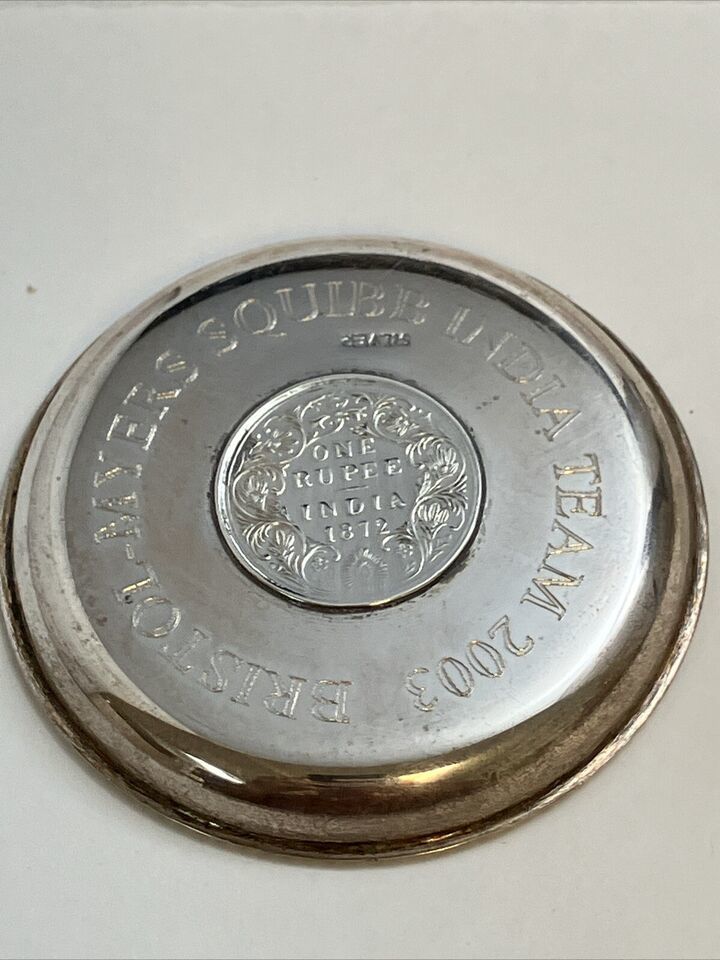 BRISTOL-MYERS SQUIBB INDIA TEAM 2003
SILVER
ONE
RUPEE
INDIA
1872